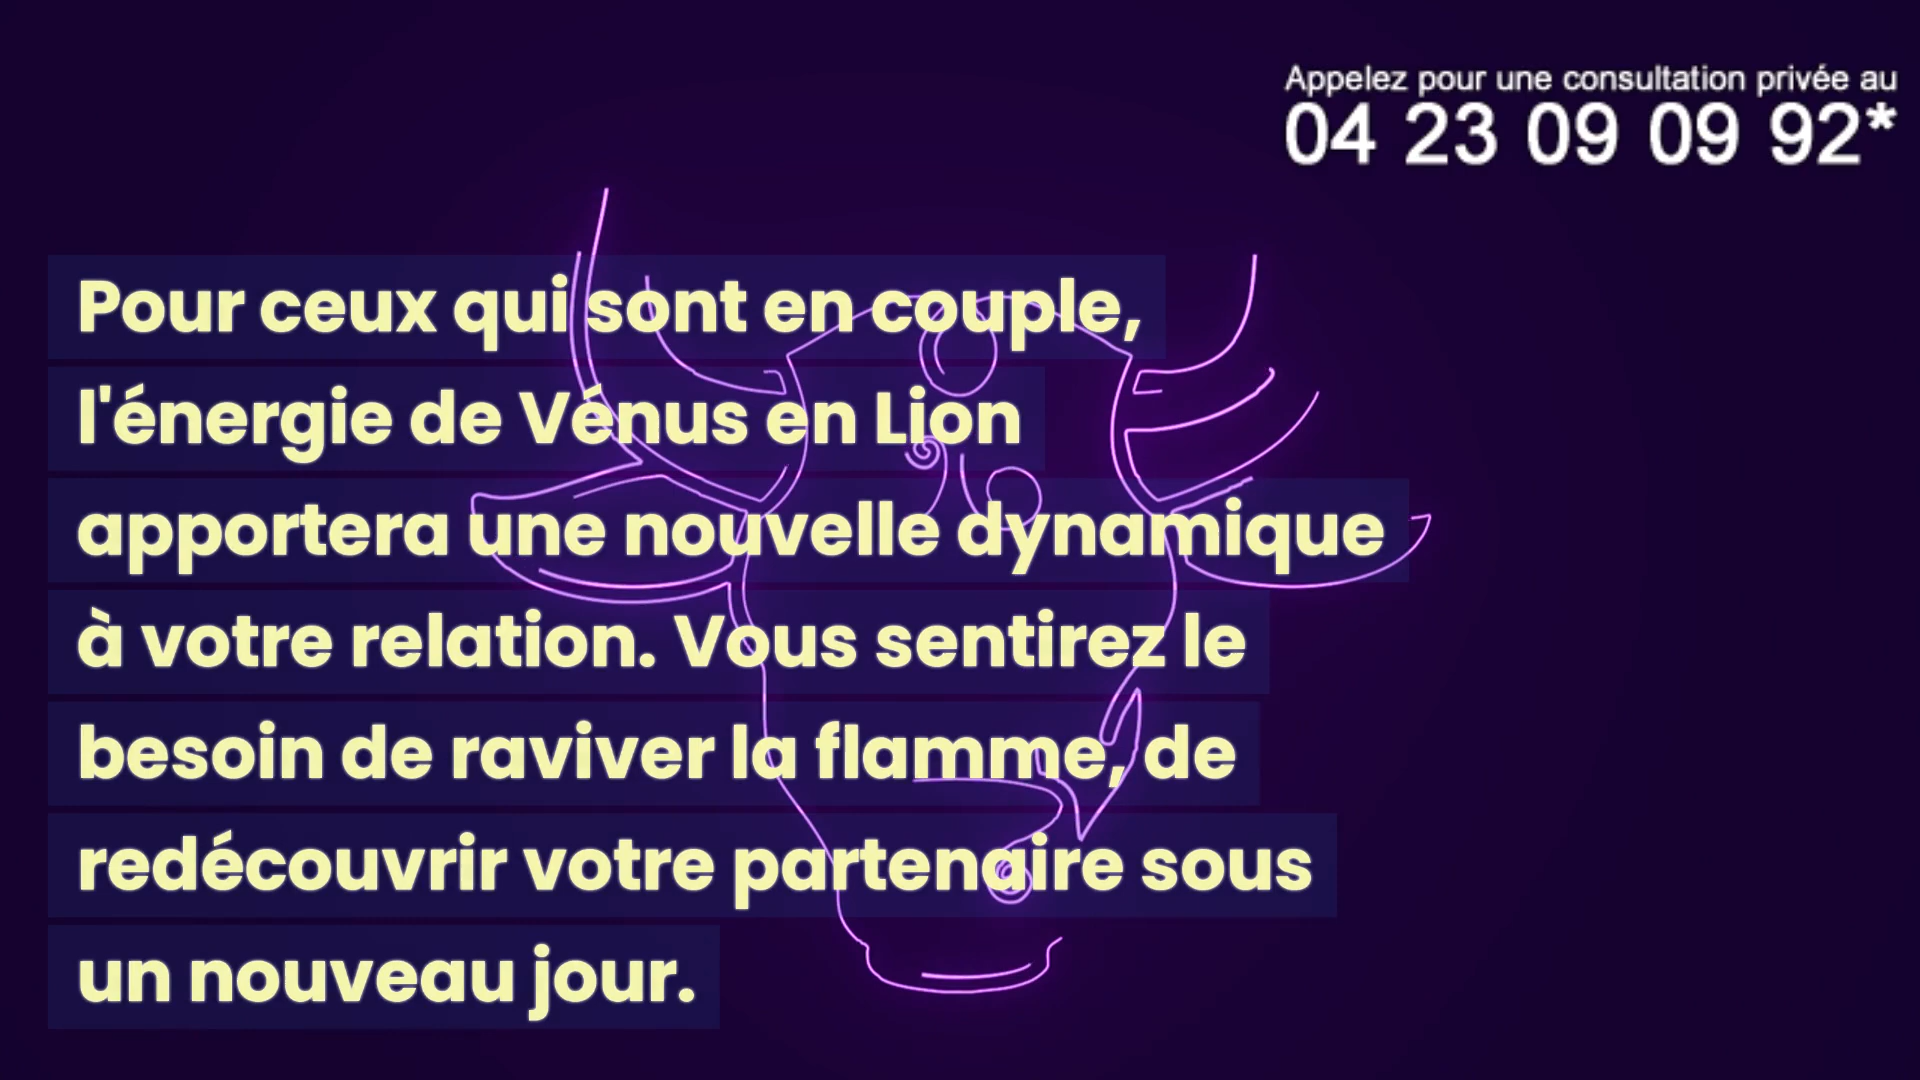 Appelez pour une consultation privée au
04 23 09 09 92*
Pour ceux qui sont en couple,
l'énergie de Vénus en Lion
apportera une nouvelle dynamique
à votre relation. Vous sentirez le
besoin de raviver la flamme, de
redécouvrir votre partenaire sous
un nouveau jour.